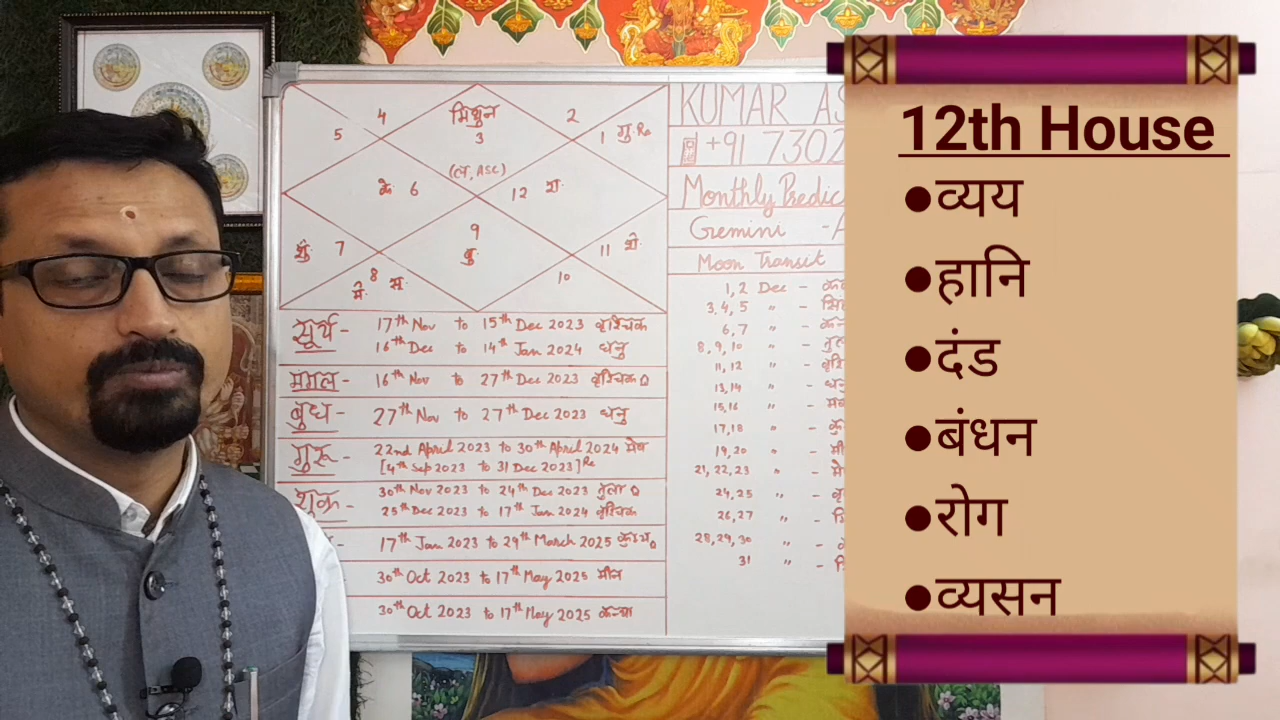 4
मिथुन
2
5
3
1 गु. Re
(ल, ASC)
के 6
12 रा.
9
शु. 7
बु.
11 श.
8
मं.
सू.
10
सूर्य - 17th Nov to 15th Dec 2023 वृश्चिक
16th Dec to 14th Jan 2024 धनु
मंगल - 16th Nov to 27th Dec 2023 वृश्चिक
बुध - 27th Nov to 27th Dec 2023 धनु
गुरू - 22nd April 2023 to 30th April 2024 मेष
[4th Sep 2023 to 31 Dec 2023] Re
शुक्र - 30th Nov 2023 to 24th Dec 2023 तुला
25th Dec 2023 to 17th Jan 2024 वृश्चिक
- 17th Jan 2023 to 29th March 2025 कुंभ
30th Oct 2023 to 17th May 2025 मीन
30th Oct 2023 to 17th May 2025 कन्या
KUMAR AS
+91 7302
Monthly Predic
Gremini - A
Moon Transit
1, 2 Dec -
3, 4, 5 " -
6, 7 " -
8, 9, 10 " -
11, 12 " -
13, 14 " -
15, 16 " -
17, 18 " -
19, 20 " -
21, 22, 23 " -
24, 25 " -
26, 27 " -
28, 29, 30 " -
31 " -
12th House
●व्यय
●हानि
●दंड
●बंधन
●रोग
●व्यसन